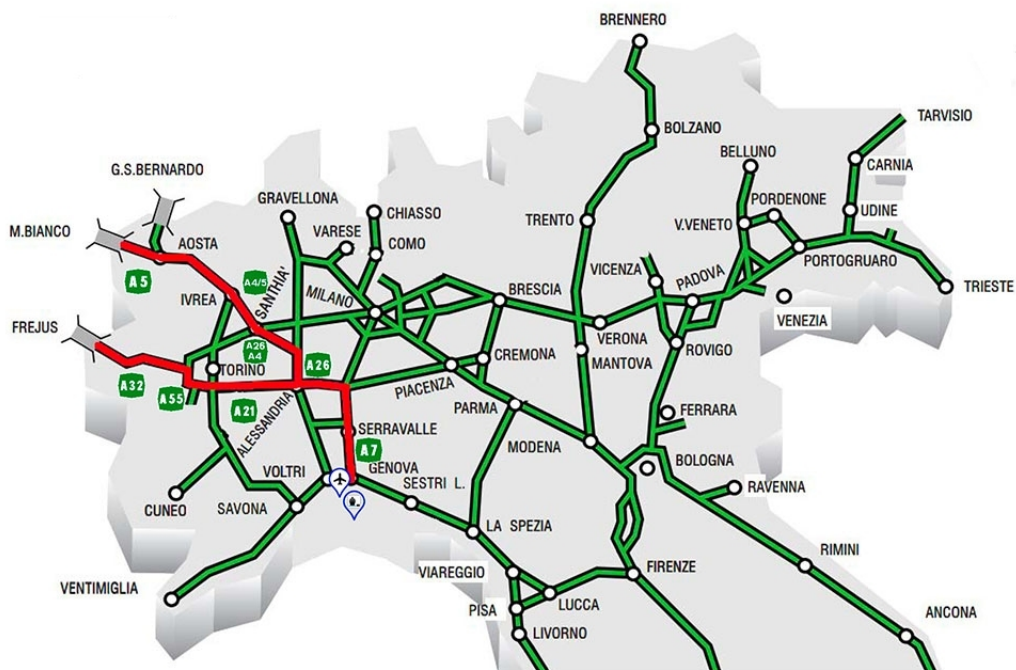 BRENNERO
TARVISIO
BOLZANO
BELLUNO
CARNIA
G.S.BERNARDO
GRAVELLONA
CHIASSO
PORDENONE
M.BIANCO
AOSTA
VARESE
COMO
TRENTO
V.VENETO
UDINE
A5
A4/5
SANTHIA'
MILANO
VICENZA
PADOVA
PORTOGRUARO
IVREA
BRESCIA
TRIESTE
FREJUS
A26
A4
VERONA
VENEZIA
TORINO
A26
CREMONA
MANTOVA
ROVIGO
A32
A55
A21
ALESSANDRIA
PIACENZA
PARMA
FERRARA
SERRAVALLE
MODENA
A7
VOLTRI
GENOVA
BOLOGNA
SESTRI L.
RAVENNA
CUNEO
SAVONA
LA SPEZIA
RIMINI
VENTIMIGLIA
VIAREGGIO
FIRENZE
PISA
LUCCA
ANCONA
LIVORNO